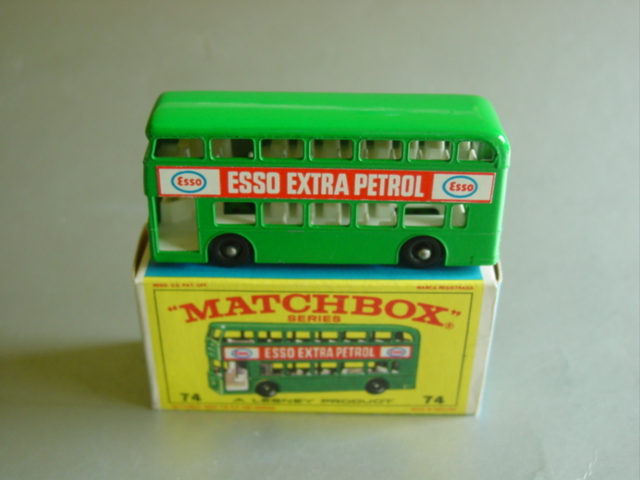 Esso ESSO EXTRA PETROL Esso
"MATCHBOX"®
SERIES
ESSO EXTRA PETROL
74 A LESNEY PRODUCT 74